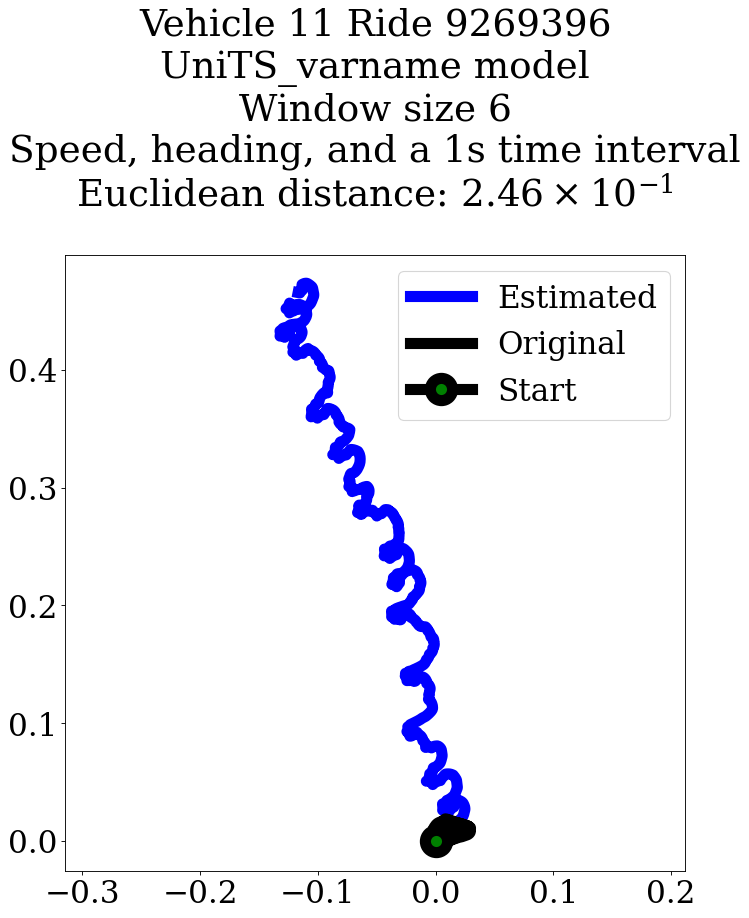 Vehicle 11 Ride 9269396
UniTS_varname model
Window size 6
Speed, heading, and a 1s time interval
Euclidean distance: 2.46 × 10⁻¹
Estimated
Original
Start
0.4
0.3
0.2
0.1
0.0
−0.3 −0.2 −0.1 0.0 0.1 0.2